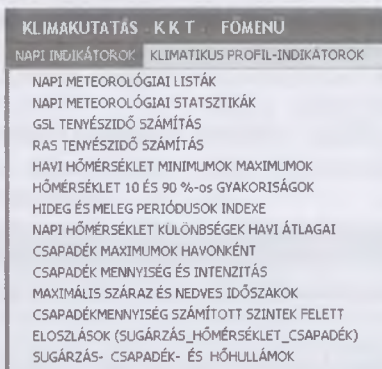 KLIMAKUTATÁS K K T FŐMENÜ
NAPI INDIKÁTOROK KLIMATIKUS PROFIL-INDIKÁTOROK
NAPI METEOROLÓGIAI LISTÁK
NAPI METEOROLÓGIAI STATSZTIKÁK
GSL TENYÉSZIDŐ SZÁMÍTÁS
RAS TENYÉSZIDŐ SZÁMÍTÁS
HAVI HŐMÉRSÉKLET MINIMUMOK MAXIMUMOK
HŐMÉRSÉKLET 10 ÉS 90 %-os GYAKORISÁGOK
HIDEG ÉS MELEG PERIÓDUSOK INDEXE
NAPI HŐMÉRSÉKLET KÜLÖNBSÉGEK HAVI ÁTLAGAI
CSAPADÉK MAXIMUMOK HAVONKÉNT
CSAPADÉK MENNYISÉG ÉS INTENZITÁS
MAXIMÁLIS SZÁRAZ ÉS NEDVES IDŐSZAKOK
CSAPADÉKMENNYISÉG SZÁMÍTOTT SZINTEK FELETT
ELOSZLÁSOK (SUGÁRZÁS_HŐMÉRSÉKLET_CSAPADÉK)
SUGÁRZÁS- CSAPADÉK- ÉS HŐHULLÁMOK